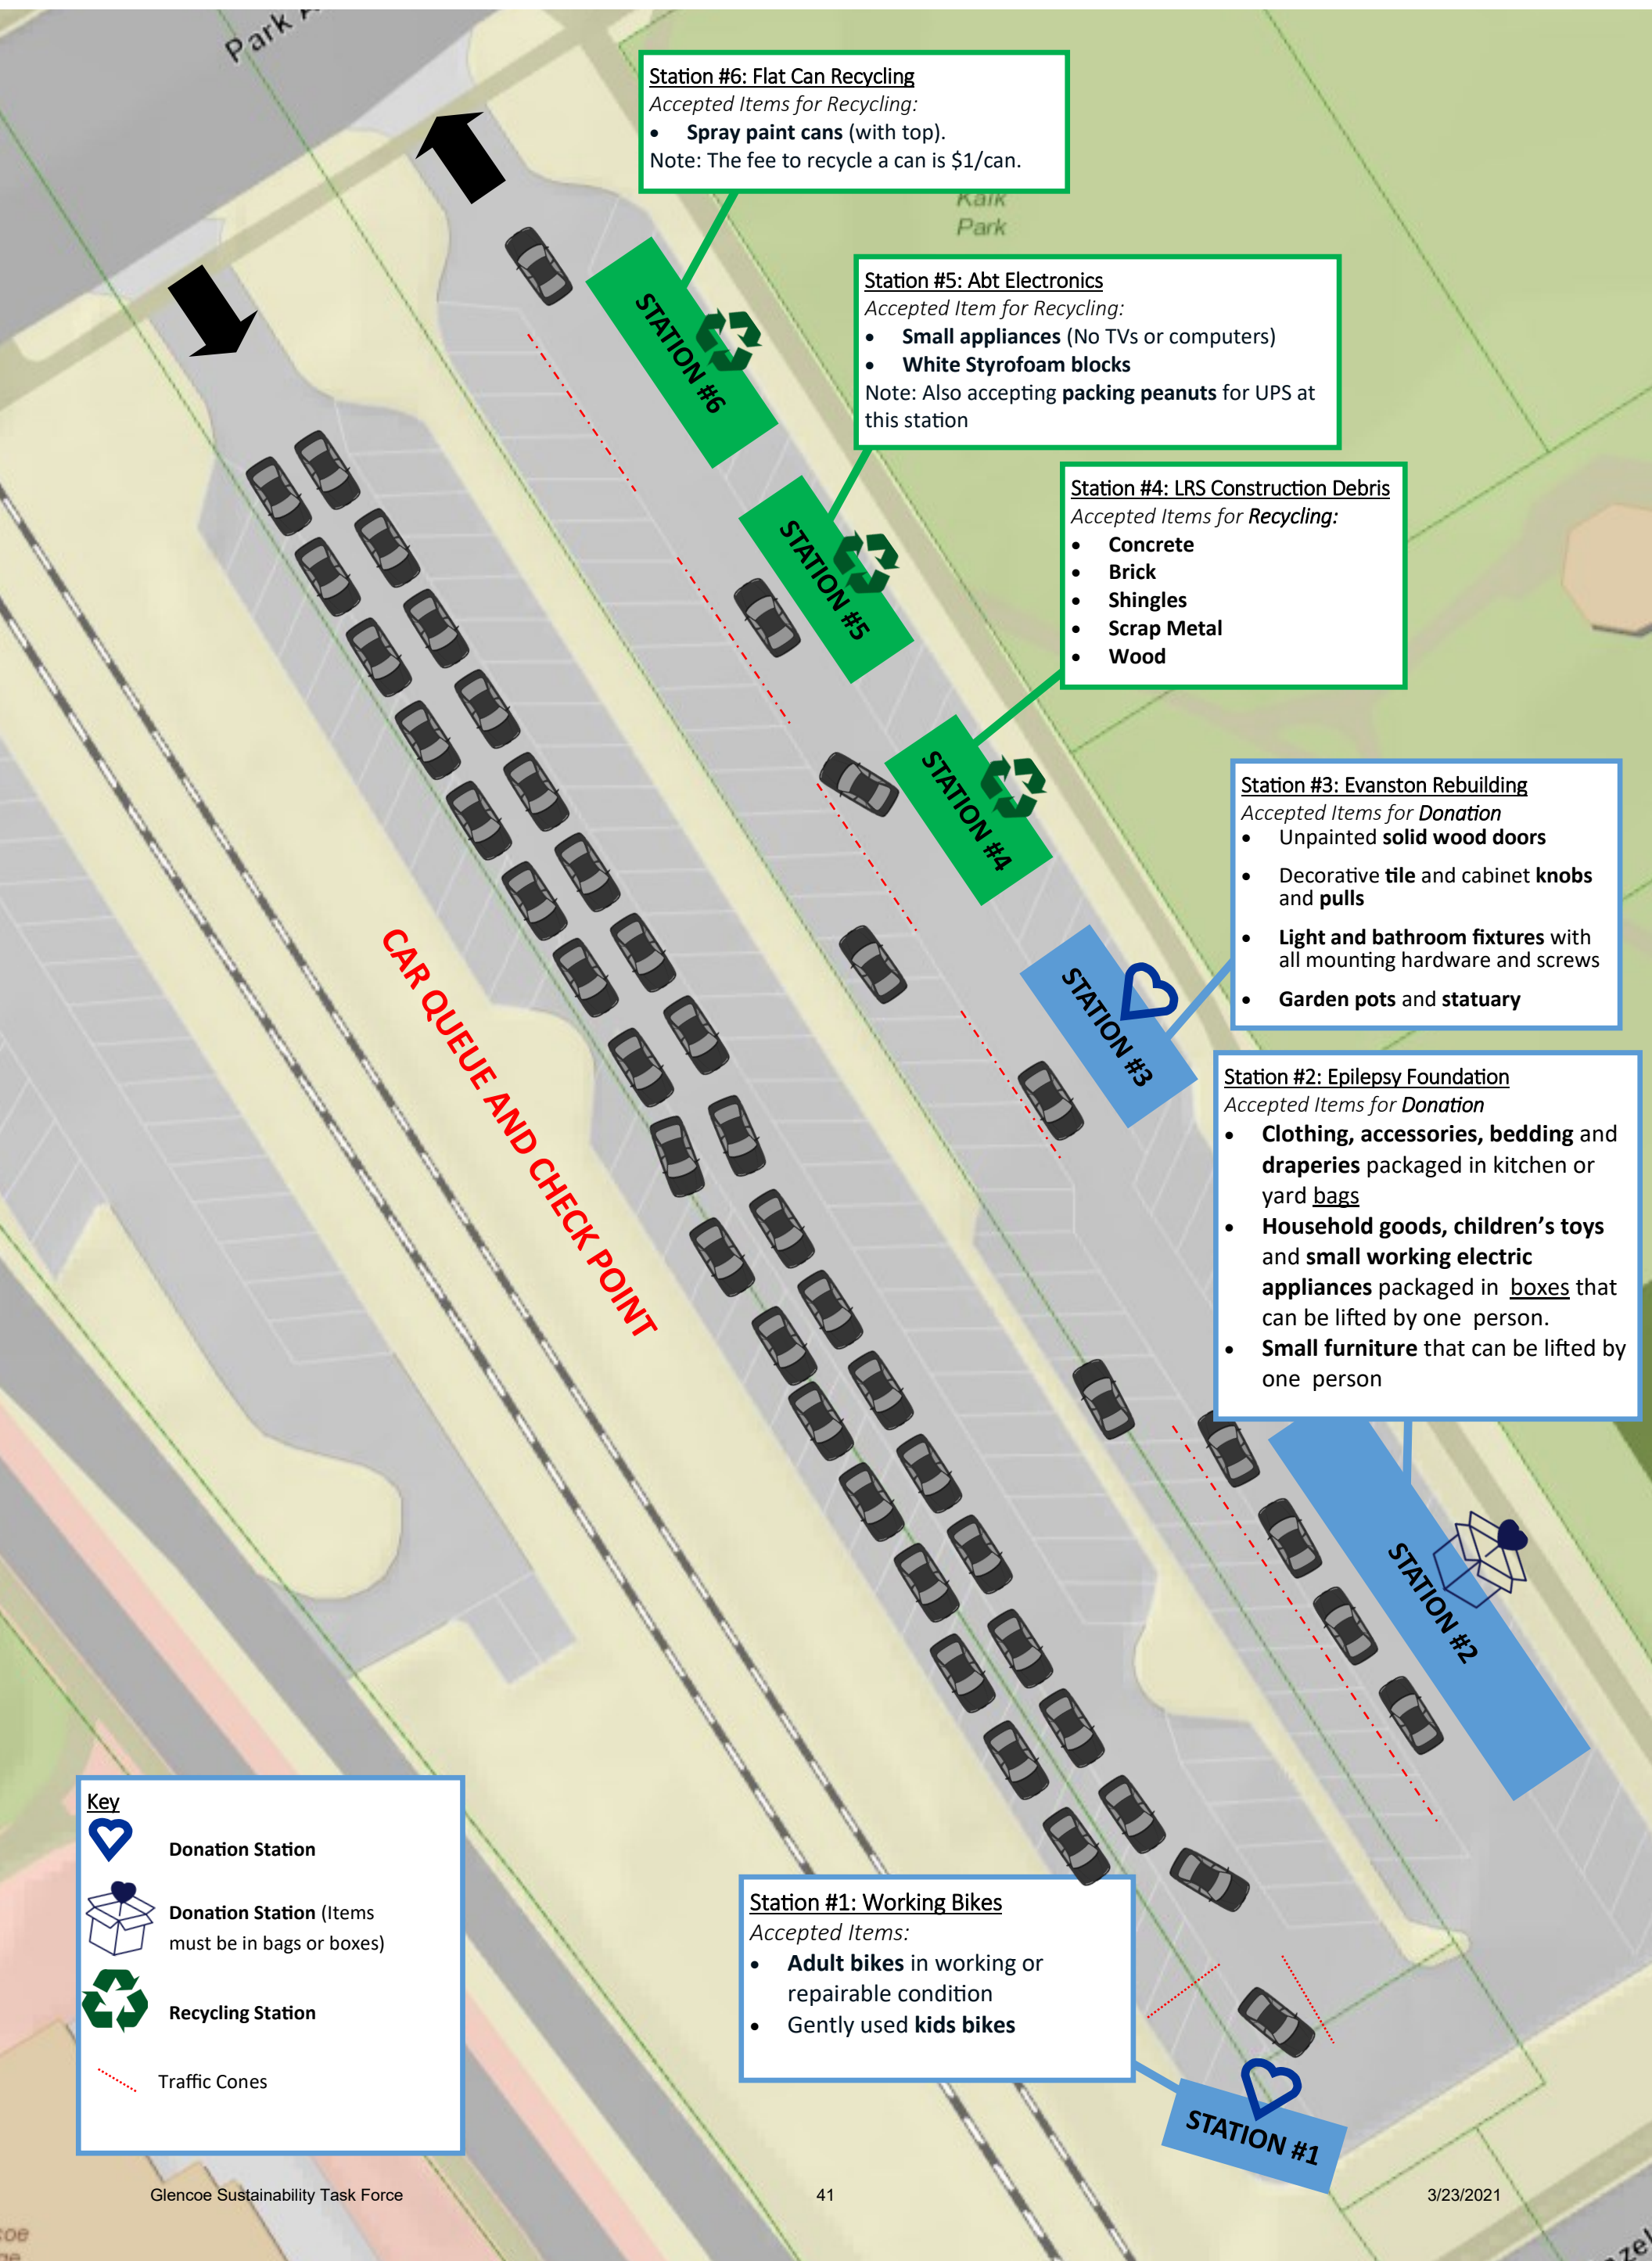 Park A
Station #6: Flat Can Recycling
Accepted Items for Recycling:
• Spray paint cans (with top).
Note: The fee to recycle a can is $1/can.
Kalk
Park
STATION #6
Station #5: Abt Electronics
Accepted Item for Recycling:
• Small appliances (No TVs or computers)
• White Styrofoam blocks
Note: Also accepting packing peanuts for UPS at
this station
STATION #5
Station #4: LRS Construction Debris
Accepted Items for Recycling:
• Concrete
• Brick
• Shingles
• Scrap Metal
• Wood
STATION #4
Station #3: Evanston Rebuilding
Accepted Items for Donation
• Unpainted solid wood doors
• Decorative tile and cabinet knobs
and pulls
• Light and bathroom fixtures with
all mounting hardware and screws
• Garden pots and statuary
STATION #3
CAR QUEUE AND CHECK POINT
Station #2: Epilepsy Foundation
Accepted Items for Donation
• Clothing, accessories, bedding and
draperies packaged in kitchen or
yard bags
• Household goods, children’s toys
and small working electric
appliances packaged in boxes that
can be lifted by one person.
• Small furniture that can be lifted by
one person
STATION #2
Key
Donation Station
Donation Station (Items
must be in bags or boxes)
Recycling Station
Traffic Cones
Station #1: Working Bikes
Accepted Items:
• Adult bikes in working or
repairable condition
• Gently used kids bikes
STATION #1
Glencoe Sustainability Task Force
41
3/23/2021